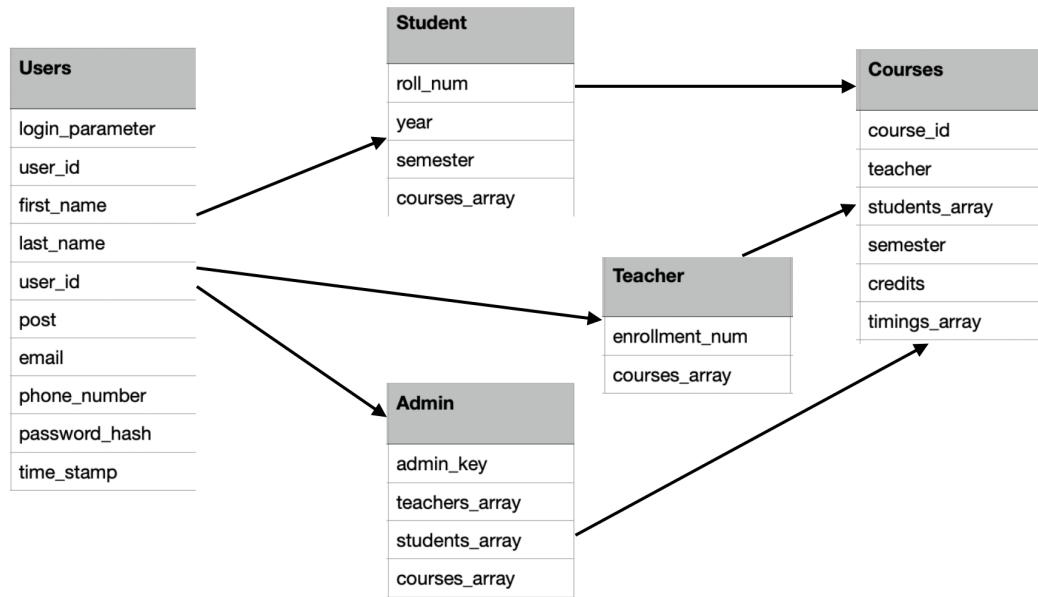 Users
login_parameter
user_id
first_name
last_name
user_id
post
email
phone_number
password_hash
time_stamp
Student
roll_num
year
semester
courses_array
Teacher
enrollment_num
courses_array
Admin
admin_key
teachers_array
students_array
courses_array
Courses
course_id
teacher
students_array
semester
credits
timings_array